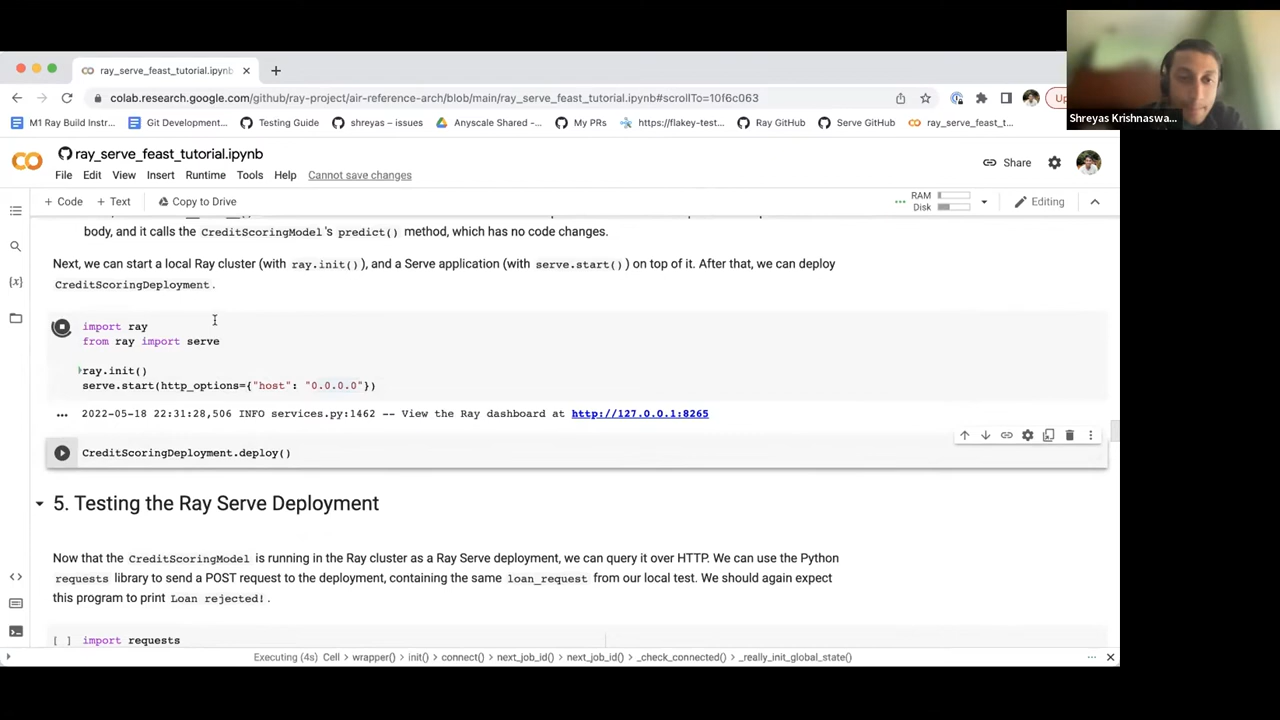 ray_serve_feast_tutorial.ipynb
colab.research.google.com/github/ray-project/air-reference-arch/blob/main/ray_serve_feast_tutorial.ipynb#scrollTo=10f6c063
Up
M1 Ray Build Instr...
Git Development...
Testing Guide
shreyas – issues
Anyscale Shared -...
My PRs
https://flakey-test...
Ray GitHub
Serve GitHub
ray_serve_feast_t...
Shreyas Krishnaswa...
ray_serve_feast_tutorial.ipynb
File Edit View Insert Runtime Tools Help Cannot save changes
Share
+ Code + Text Copy to Drive
RAM
Disk
Editing
body, and it calls the CreditScoringModel's predict() method, which has no code changes.
Next, we can start a local Ray cluster (with ray.init()), and a Serve application (with serve.start()) on top of it. After that, we can deploy
CreditScoringDeployment.
import ray
from ray import serve
ray.init()
serve.start(http_options={"host": "0.0.0.0"})
... 2022-05-18 22:31:28,506 INFO services.py:1462 -- View the Ray dashboard at http://127.0.0.1:8265
CreditScoringDeployment.deploy()
5. Testing the Ray Serve Deployment
Now that the CreditScoringModel is running in the Ray cluster as a Ray Serve deployment, we can query it over HTTP. We can use the Python
requests library to send a POST request to the deployment, containing the same loan_request from our local test. We should again expect
this program to print Loan rejected!.
[ ] import requests
Executing (4s) Cell > wrapper() > init() > connect() > next_job_id() > next_job_id() > _check_connected() > _really_init_global_state()